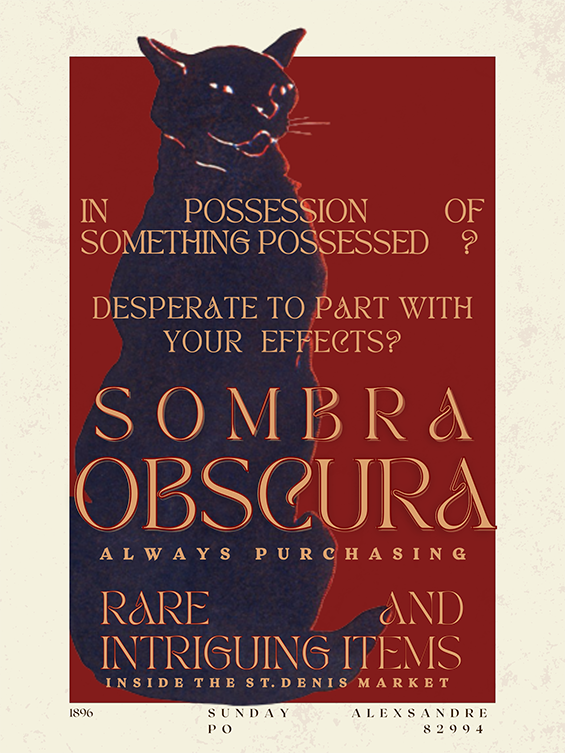 IN POSSESSION OF
SOMETHING POSSESSED ?
DESPERATE TO PART WITH
YOUR EFFECTS?
SOMBRA
OBSCURA
ALWAYS PURCHASING
RARE AND
INTRIGUING ITEMS
INSIDE THE ST. DENIS MARKET
1896 SUNDAY ALEXSANDRE
PO 82994